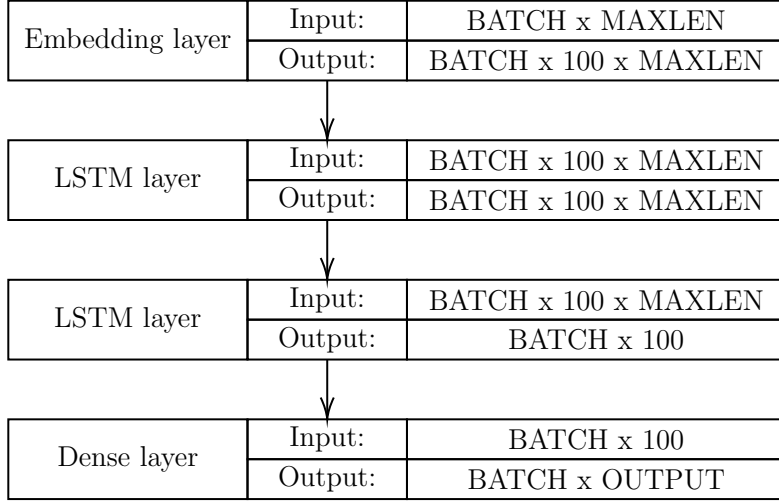 Embedding layer
Input: BATCH x MAXLEN
Output: BATCH x 100 x MAXLEN
LSTM layer
Input: BATCH x 100 x MAXLEN
Output: BATCH x 100 x MAXLEN
LSTM layer
Input: BATCH x 100 x MAXLEN
Output: BATCH x 100
Dense layer
Input: BATCH x 100
Output: BATCH x OUTPUT